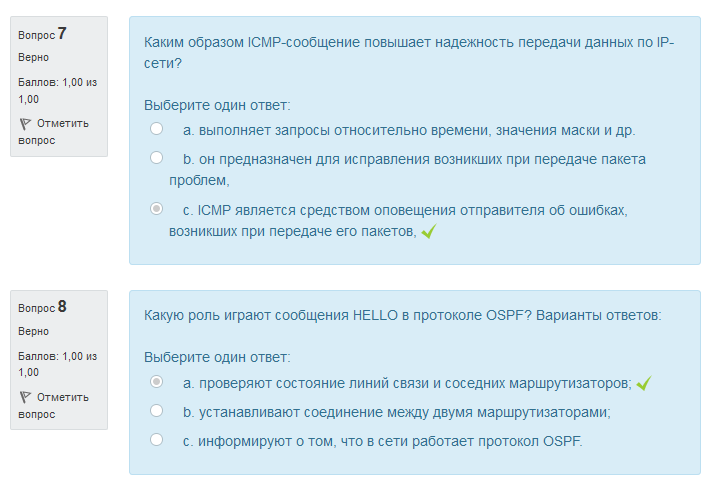 Вопрос 7
Верно
Баллов: 1,00 из
1,00
Отметить
вопрос
Каким образом ICMP-сообщение повышает надежность передачи данных по IP-
сети?
Выберите один ответ:
a. выполняет запросы относительно времени, значения маски и др.
b. он предназначен для исправления возникших при передаче пакета
проблем,
c. ICMP является средством оповещения отправителя об ошибках,
возникших при передаче его пакетов,
Вопрос 8
Верно
Баллов: 1,00 из
1,00
Отметить
вопрос
Какую роль играют сообщения HELLO в протоколе OSPF? Варианты ответов:
Выберите один ответ:
a. проверяют состояние линий связи и соседних маршрутизаторов;
b. устанавливают соединение между двумя маршрутизаторами;
c. информируют о том, что в сети работает протокол OSPF.